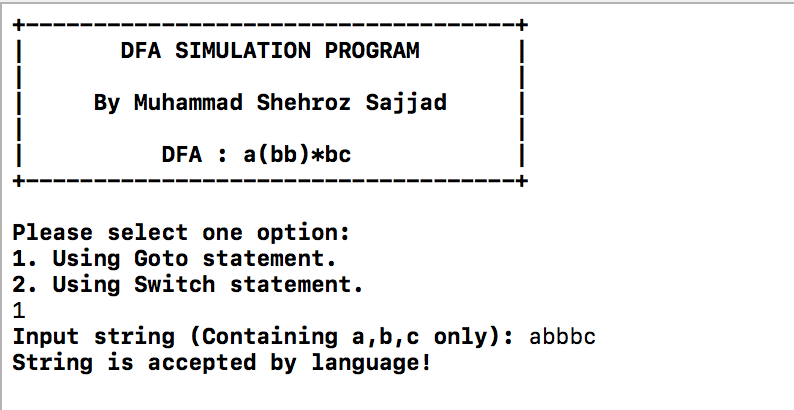 +------------------------------------+
| DFA SIMULATION PROGRAM |
| |
| By Muhammad Shehroz Sajjad |
| |
| DFA : a(bb)*bc |
+------------------------------------+
Please select one option:
1. Using Goto statement.
2. Using Switch statement.
1
Input string (Containing a,b,c only): abbbc
String is accepted by language!